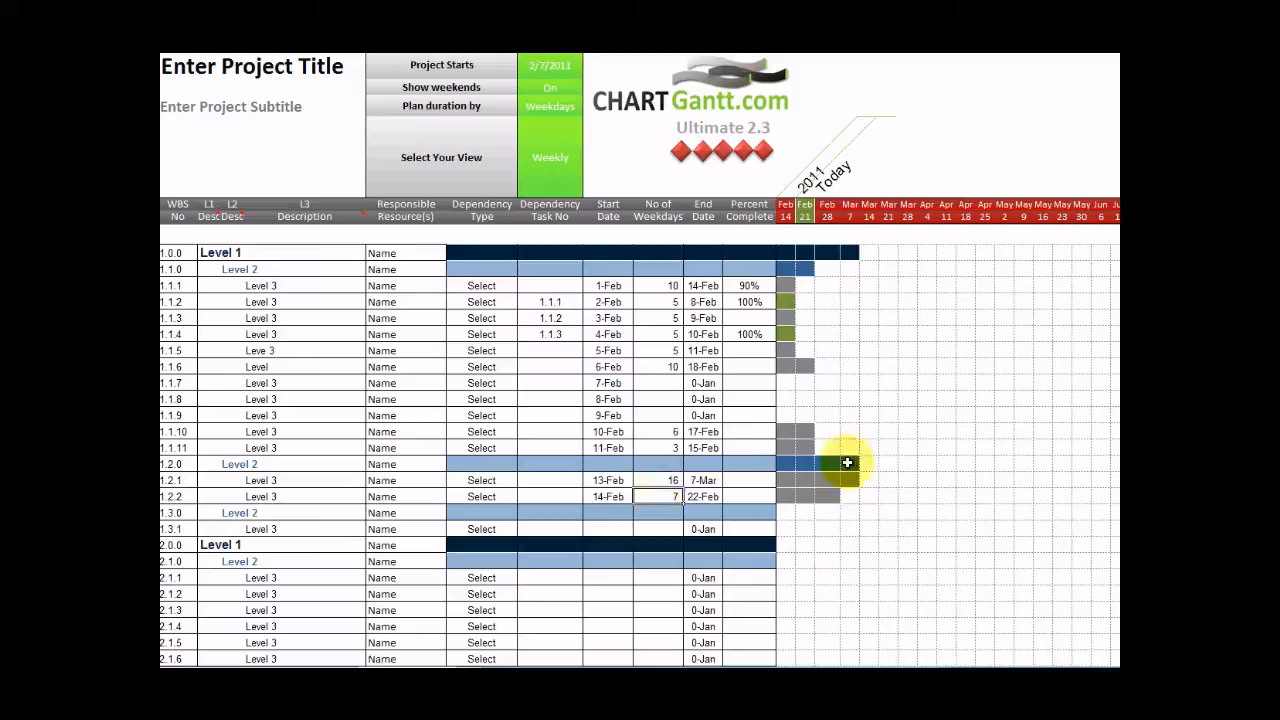 Enter Project Title
Enter Project Subtitle
Project Starts 2/7/2011
Show weekends On
Plan duration by Weekdays
Select Your View Weekly
CHARTGantt.com
Ultimate 2.3
2011
Today
WBS No L1 Desc L2 Desc L3 Description Responsible Resource(s) Dependency Type Dependency Task No Start Date No of Weekdays End Date Percent Complete Feb 14 Feb 21 Feb 28 Mar 7 Mar 14 Mar 21 Mar 28 Apr 4 Apr 11 Apr 18 Apr 25 May 2 May 9 May 16 May 23 May 30 Jun 6 Jun 1
1.0.0 Level 1 Name
1.1.0 Level 2 Name
1.1.1 Level 3 Name Select 1-Feb 10 14-Feb 90%
1.1.2 Level 3 Name Select 1.1.1 2-Feb 5 8-Feb 100%
1.1.3 Level 3 Name Select 1.1.2 3-Feb 5 9-Feb
1.1.4 Level 3 Name Select 1.1.3 4-Feb 5 10-Feb 100%
1.1.5 Leve 3 Name Select 5-Feb 5 11-Feb
1.1.6 Level Name Select 6-Feb 10 18-Feb
1.1.7 Level 3 Name Select 7-Feb 0-Jan
1.1.8 Level 3 Name Select 8-Feb 0-Jan
1.1.9 Level 3 Name Select 9-Feb 0-Jan
1.1.10 Level 3 Name Select 10-Feb 6 17-Feb
1.1.11 Level 3 Name Select 11-Feb 3 15-Feb
1.2.0 Level 2 Name
1.2.1 Level 3 Name Select 13-Feb 16 7-Mar
1.2.2 Level 3 Name Select 14-Feb 7 22-Feb
1.3.0 Level 2 Name
1.3.1 Level 3 Name Select 0-Jan
2.0.0 Level 1 Name
2.1.0 Level 2 Name
2.1.1 Level 3 Name Select 0-Jan
2.1.2 Level 3 Name Select 0-Jan
2.1.3 Level 3 Name Select 0-Jan
2.1.4 Level 3 Name Select 0-Jan
2.1.5 Level 3 Name Select 0-Jan
2.1.6 Level 3 Name Select 0-Jan